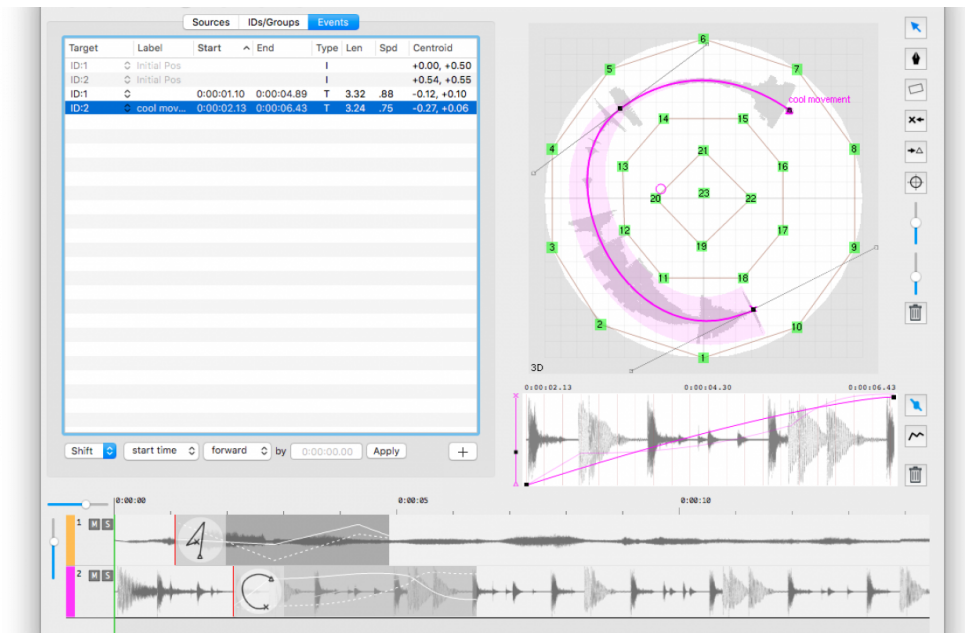 Sources IDs/Groups Events
Target Label Start End Type Len Spd Centroid
ID:1 Initial Pos I +0.00, +0.50
ID:2 Initial Pos I +0.54, +0.55
ID:1 0:00:01.10 0:00:04.89 T 3.32 .88 -0.12, +0.10
ID:2 cool mov... 0:00:02.13 0:00:06.43 T 3.24 .75 -0.27, +0.06
Shift start time forward by 0:00:00.00 Apply +
6
5 7
cool movement
14 15
4 21 8
13 16
20 23 22
12 17
3 19 9
11 18
2 10
1
3D
0:00:02.13 0:00:04.30 0:00:06.43
0:00:00 0:00:05 0:00:10
1 M S
2 M S